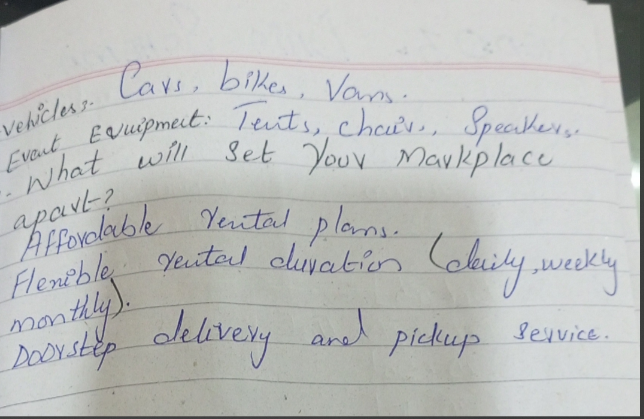 Vehicles:- Cars, bikes, Vans.
Event Equipment: Tents, chairs, Speakers.
- What will set your Markplace
apart?
Affordable rental plans.
Flexible rental duration (daily, weekly
monthly).
Doorstep delivery and pickup service.